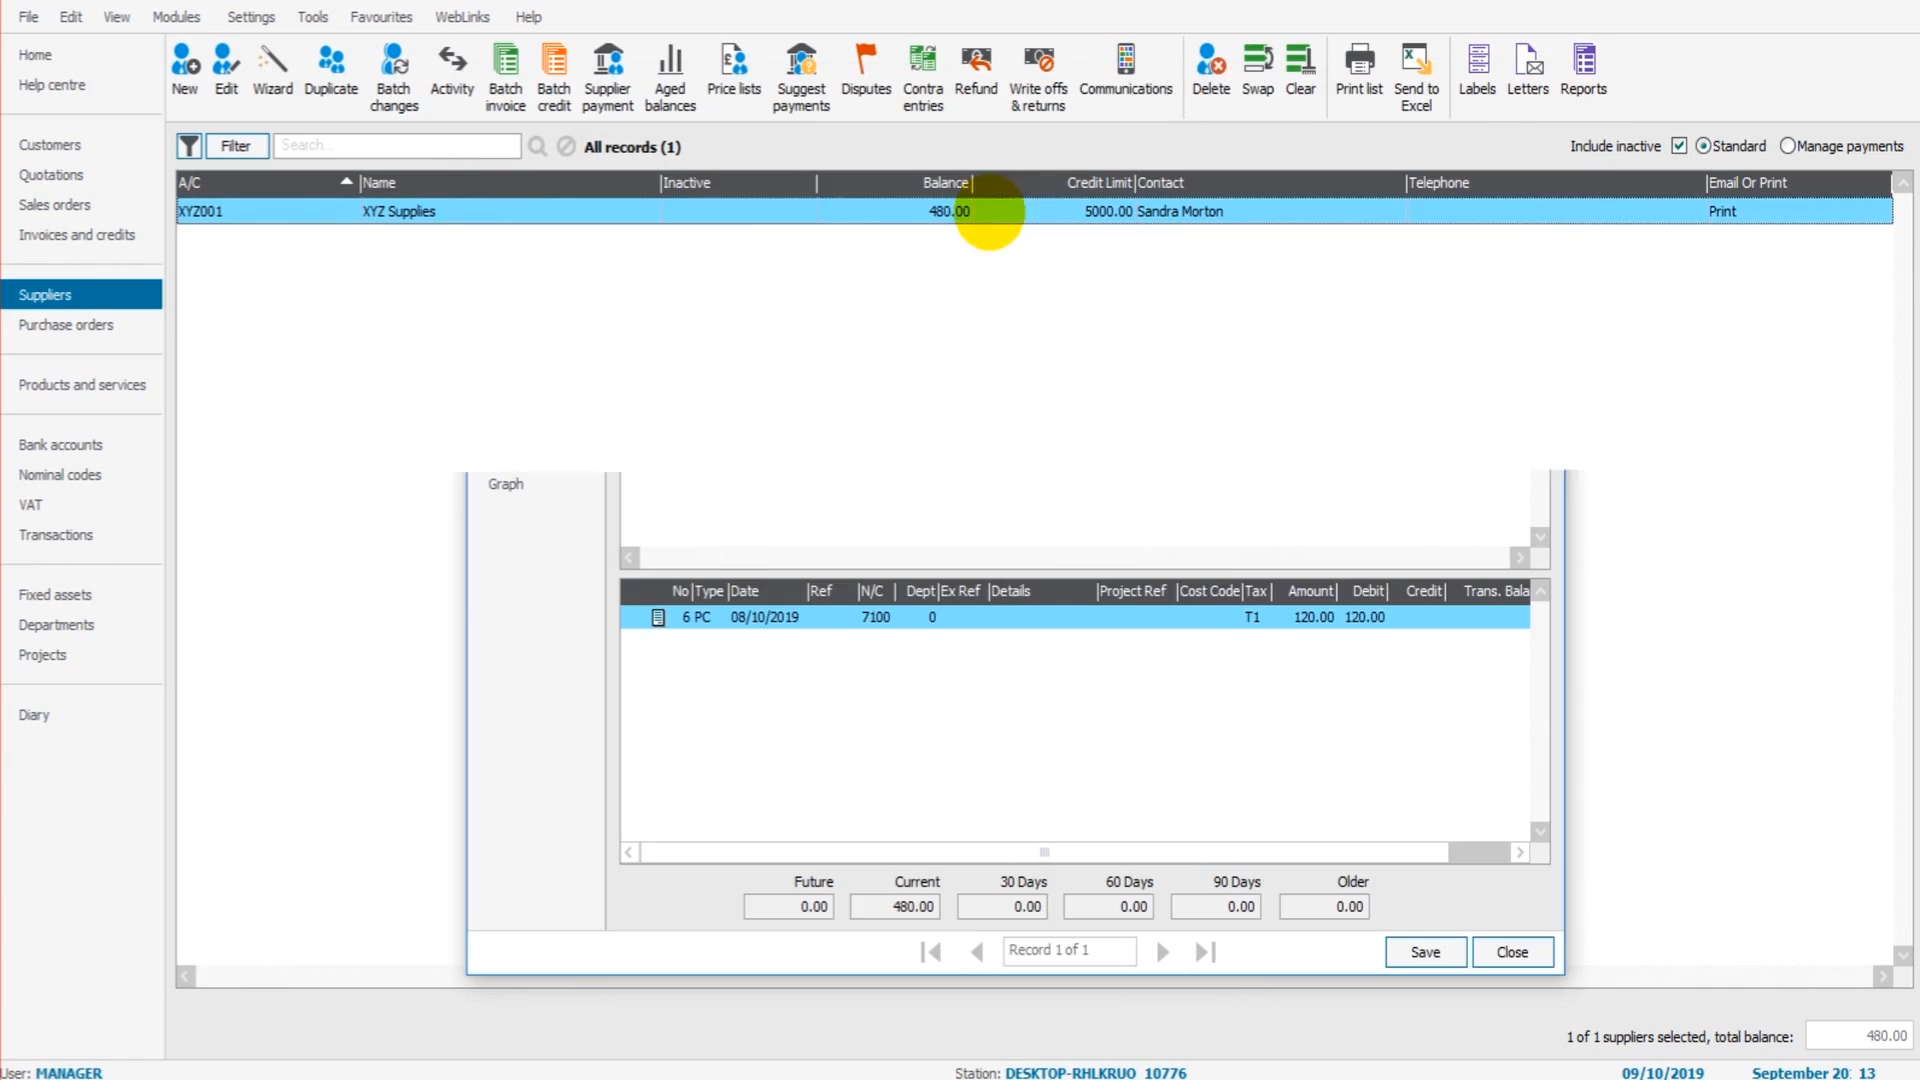 File Edit View Modules Settings Tools Favourites WebLinks Help
Home
Help centre
Customers
Quotations
Sales orders
Invoices and credits
Suppliers
Purchase orders
Products and services
Bank accounts
Nominal codes
VAT
Transactions
Fixed assets
Departments
Projects
Diary
New Edit Wizard Duplicate Batch changes Activity Batch invoice Batch credit Supplier payment Aged balances Price lists Suggest payments Disputes Contra entries Refund Write offs & returns Communications Delete Swap Clear Print list Send to Excel Labels Letters Reports
Filter Search... All records (1) Include inactive Standard Manage payments
A/C Name Inactive Balance Credit Limit Contact Telephone Email Or Print
XYZ001 XYZ Supplies 480.00 5000.00 Sandra Morton Print
Graph
No Type Date Ref N/C Dept Ex Ref Details Project Ref Cost Code Tax Amount Debit Credit Trans. Bala
6 PC 08/10/2019 7100 0 T1 120.00 120.00
Future Current 30 Days 60 Days 90 Days Older
0.00 480.00 0.00 0.00 0.00 0.00
Record 1 of 1 Save Close
1 of 1 suppliers selected, total balance: 480.00
User: MANAGER Station: DESKTOP-RHLKRUO_10776 09/10/2019 September 20 13